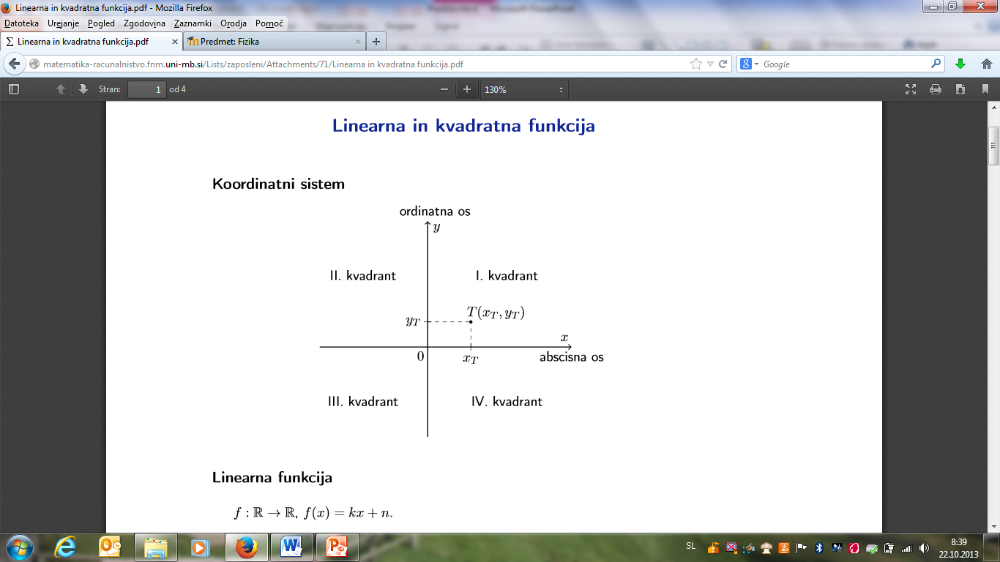 Linearna in kvadratna funkcija.pdf - Mozilla Firefox
Datoteka Urejanje Pogled Zgodovina Zaznamki Orodja Pomoč
Linearna in kvadratna funkcija.pdf × Predmet: Fizika × +
matematika-racunalnistvo.fnm.uni-mb.si/Lists/zaposleni/Attachments/71/Linearna in kvadratna funkcija.pdf
Google
Stran: 1 od 4 130%
Linearna in kvadratna funkcija
Koordinatni sistem
ordinatna os
y
II. kvadrant I. kvadrant
T(x_T, y_T)
y_T
x
0 x_T abscisna os
III. kvadrant IV. kvadrant
Linearna funkcija
f : ℝ → ℝ, f(x) = kx + n.
SL
8:39
22.10.2013